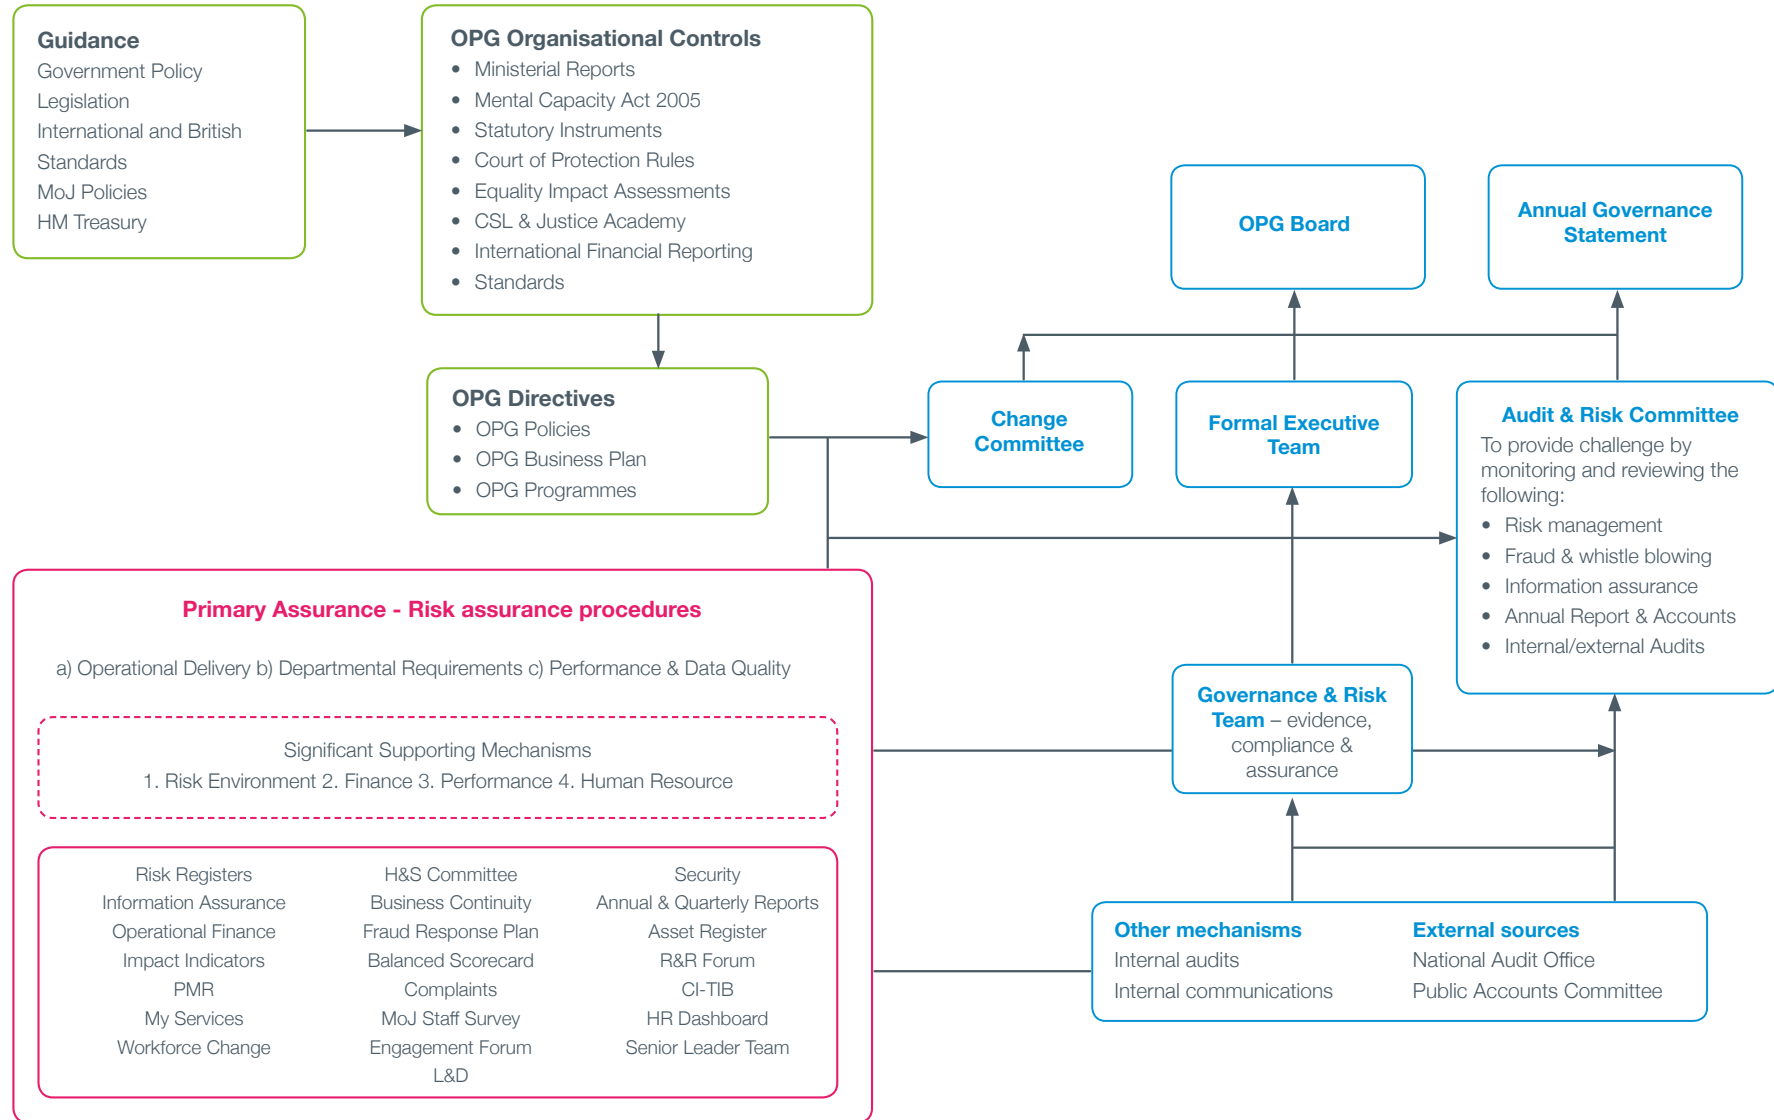 Guidance
Government Policy
Legislation
International and British
Standards
MoJ Policies
HM Treasury
OPG Organisational Controls
• Ministerial Reports
• Mental Capacity Act 2005
• Statutory Instruments
• Court of Protection Rules
• Equality Impact Assessments
• CSL & Justice Academy
• International Financial Reporting
• Standards
OPG Board
Annual Governance
Statement
OPG Directives
• OPG Policies
• OPG Business Plan
• OPG Programmes
Change
Committee
Formal Executive
Team
Audit & Risk Committee
To provide challenge by
monitoring and reviewing the
following:
• Risk management
• Fraud & whistle blowing
• Information assurance
• Annual Report & Accounts
• Internal/external Audits
Primary Assurance - Risk assurance procedures
a) Operational Delivery b) Departmental Requirements c) Performance & Data Quality
Significant Supporting Mechanisms
1. Risk Environment 2. Finance 3. Performance 4. Human Resource
Risk Registers
Information Assurance
Operational Finance
Impact Indicators
PMR
My Services
Workforce Change
H&S Committee
Business Continuity
Fraud Response Plan
Balanced Scorecard
Complaints
MoJ Staff Survey
Engagement Forum
L&D
Security
Annual & Quarterly Reports
Asset Register
R&R Forum
CI-TIB
HR Dashboard
Senior Leader Team
Governance & Risk
Team – evidence,
compliance &
assurance
Other mechanisms
Internal audits
Internal communications
External sources
National Audit Office
Public Accounts Committee